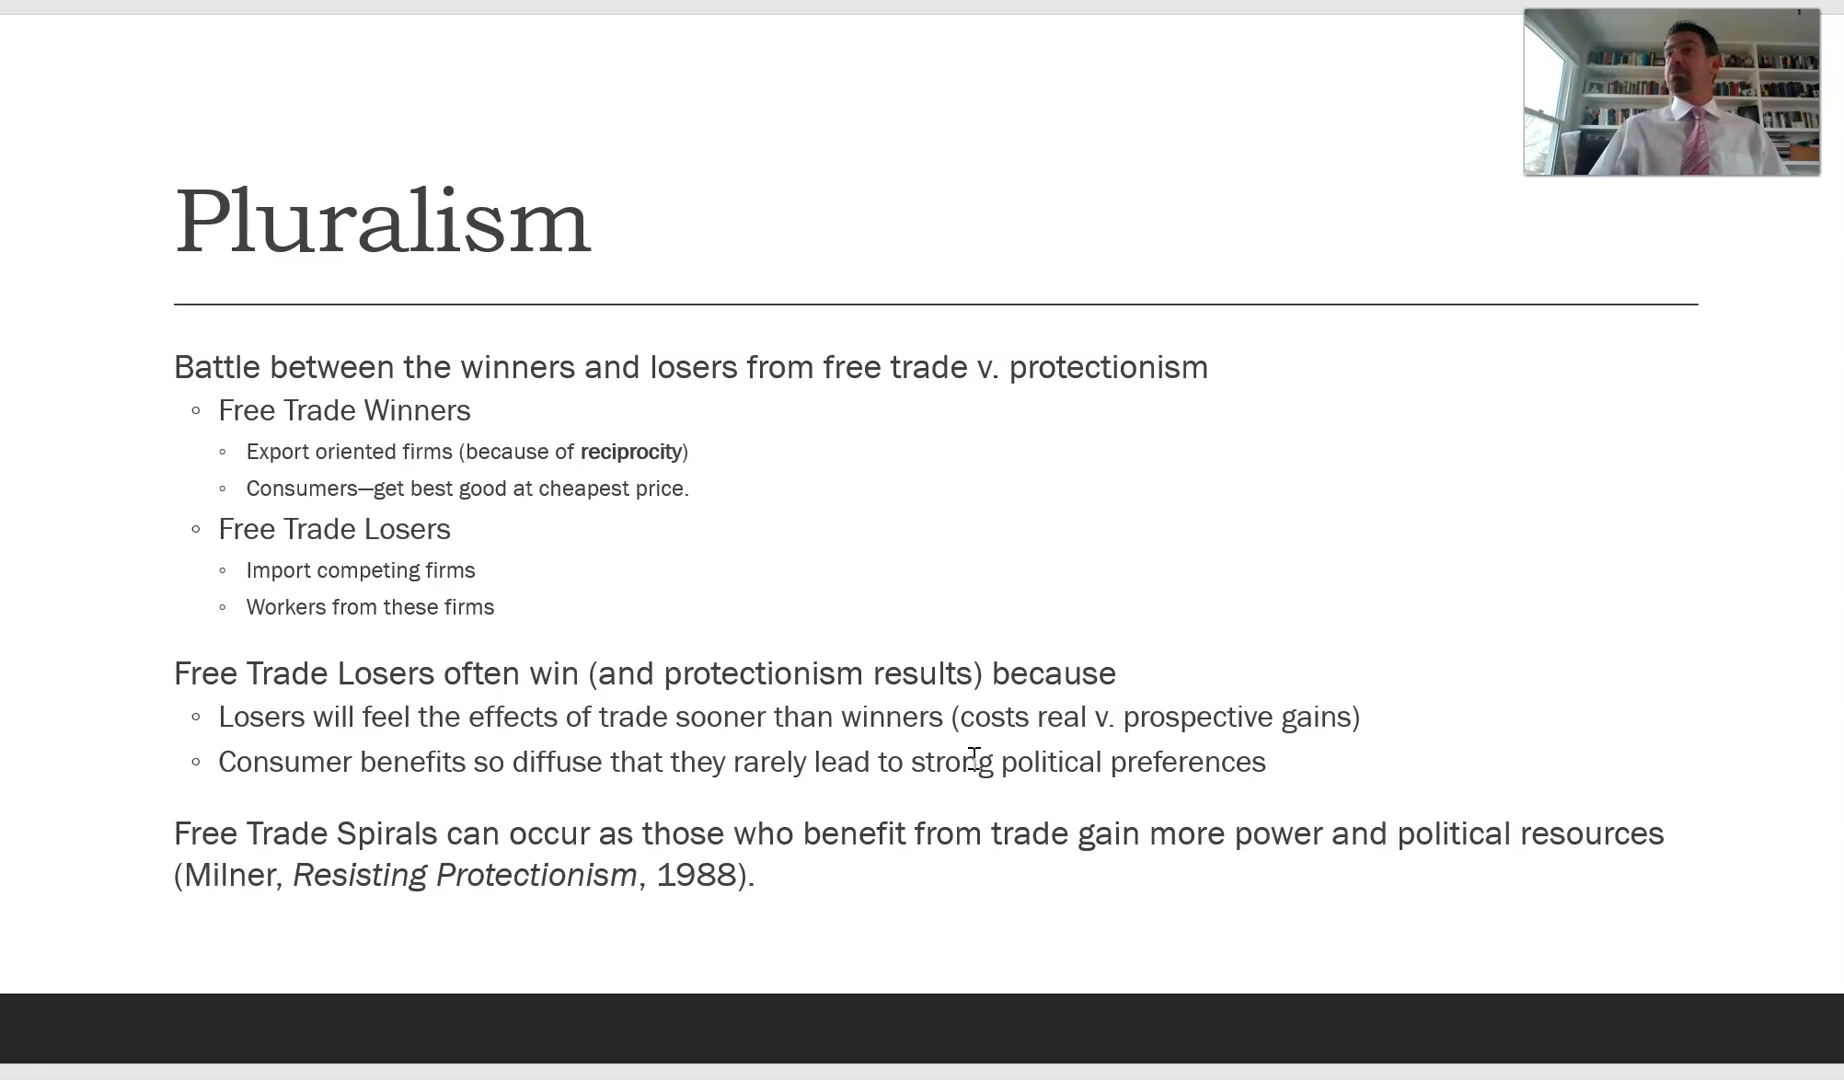 Pluralism
Battle between the winners and losers from free trade v. protectionism
◦ Free Trade Winners
◦ Export oriented firms (because of reciprocity)
◦ Consumers—get best good at cheapest price.
◦ Free Trade Losers
◦ Import competing firms
◦ Workers from these firms
Free Trade Losers often win (and protectionism results) because
◦ Losers will feel the effects of trade sooner than winners (costs real v. prospective gains)
◦ Consumer benefits so diffuse that they rarely lead to strong political preferences
Free Trade Spirals can occur as those who benefit from trade gain more power and political resources
(Milner, Resisting Protectionism, 1988).